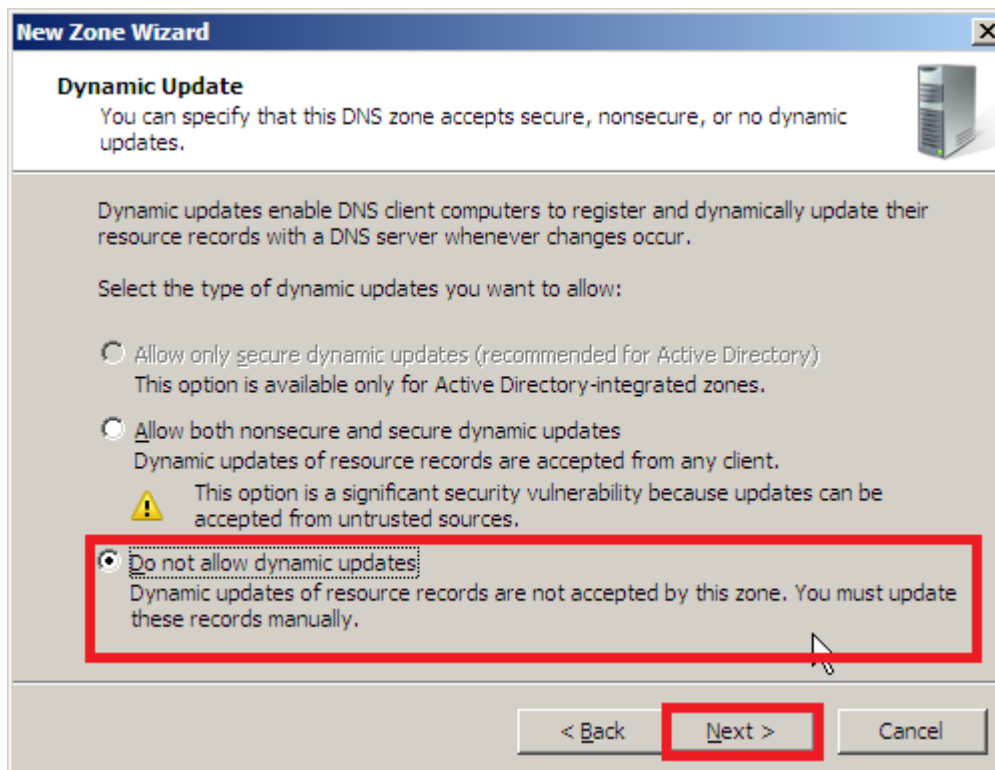 New Zone Wizard
Dynamic Update
You can specify that this DNS zone accepts secure, nonsecure, or no dynamic
updates.
Dynamic updates enable DNS client computers to register and dynamically update their
resource records with a DNS server whenever changes occur.
Select the type of dynamic updates you want to allow:
Allow only secure dynamic updates (recommended for Active Directory)
This option is available only for Active Directory-integrated zones.
Allow both nonsecure and secure dynamic updates
Dynamic updates of resource records are accepted from any client.
This option is a significant security vulnerability because updates can be
accepted from untrusted sources.
Do not allow dynamic updates
Dynamic updates of resource records are not accepted by this zone. You must update
these records manually.
< Back Next > Cancel